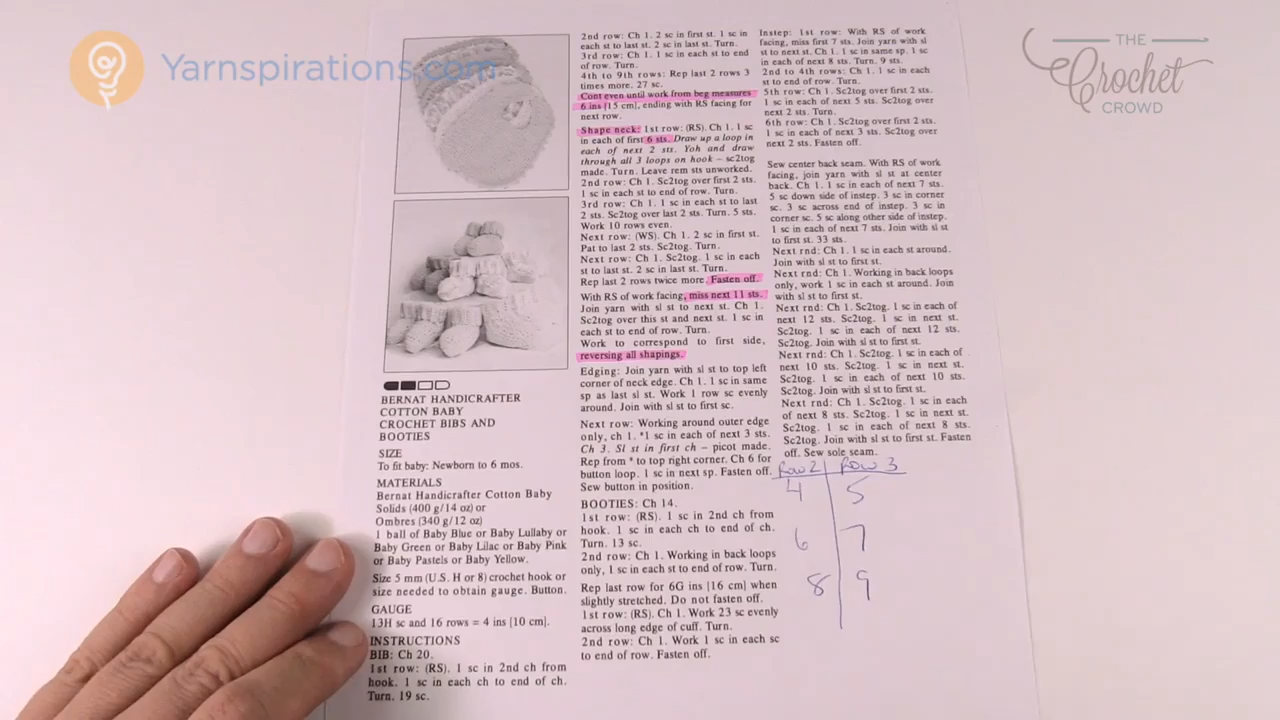 Yarnspirations.com
THE
Crochet
CROWD
BERNAT HANDICRAFTER
COTTON BABY
CROCHET BIBS AND
BOOTIES
SIZE
To fit baby: Newborn to 6 mos.
MATERIALS
Bernat Handicrafter Cotton Baby
Solids (400 g/14 oz) or
Ombres (340 g/12 oz)
1 ball of Baby Blue or Baby Lullaby or
Baby Green or Baby Lilac or Baby Pink
or Baby Pastels or Baby Yellow.
Size 5 mm (U.S. H or 8) crochet hook or
size needed to obtain gauge. Button.
GAUGE
13H sc and 16 rows = 4 ins [10 cm].
INSTRUCTIONS
BIB: Ch 20.
1st row: (RS). 1 sc in 2nd ch from
hook. 1 sc in each ch to end of ch.
Turn. 19 sc.
2nd row: Ch 1. 2 sc in first st. 1 sc in
each st to last st. 2 sc in last st. Turn.
3rd row: Ch 1. 1 sc in each st to end
of row. Turn.
4th to 9th rows: Rep last 2 rows 3
times more. 27 sc.
Cont even until work from beg measures
6 ins [15 cm], ending with RS facing for
next row.
Shape neck: 1st row: (RS). Ch 1. 1 sc
in each of first 6 sts. Draw up a loop in
each of next 2 sts. Yoh and draw
through all 3 loops on hook – sc2tog
made. Turn. Leave rem sts unworked.
2nd row: Ch 1. Sc2tog over first 2 sts.
1 sc in each st to end of row. Turn.
3rd row: Ch 1. 1 sc in each st to last
2 sts. Sc2tog over last 2 sts. Turn. 5 sts.
Work 10 rows even.
Next row: (WS). Ch 1. 2 sc in first st.
Pat to last 2 sts. Sc2tog. Turn.
Next row: Ch 1. Sc2tog. 1 sc in each
st to last st. 2 sc in last st. Turn.
Rep last 2 rows twice more. Fasten off.
With RS of work facing, miss next 11 sts.
Join yarn with sl st to next st. Ch 1.
Sc2tog over this st and next st. 1 sc in
each st to end of row. Turn.
Work to correspond to first side,
reversing all shapings.
Edging: Join yarn with sl st to top left
corner of neck edge. Ch 1. 1 sc in same
sp as last sl st. Work 1 row sc evenly
around. Join with sl st to first sc.
Next row: Working around outer edge
only, ch 1. *1 sc in each of next 3 sts.
Ch 3. Sl st in first ch – picot made.
Rep from * to top right corner. Ch 6 for
button loop. 1 sc in next sp. Fasten off.
Sew button in position.
BOOTIES: Ch 14.
1st row: (RS). 1 sc in 2nd ch from
hook. 1 sc in each ch to end of ch.
Turn. 13 sc.
2nd row: Ch 1. Working in back loops
only, 1 sc in each st to end of row. Turn.
Rep last row for 6G ins [16 cm] when
slightly stretched. Do not fasten off.
1st row: (RS). Ch 1. Work 23 sc evenly
across long edge of cuff. Turn.
2nd row: Ch 1. Work 1 sc in each sc
to end of row. Fasten off.
Instep: 1st row: With RS of work
facing, miss first 7 sts. Join yarn with sl
st to next st. Ch 1. 1 sc in same sp. 1 sc
in each of next 8 sts. Turn. 9 sts.
2nd to 4th rows: Ch 1. 1 sc in each
st to end of row. Turn.
5th row: Ch 1. Sc2tog over first 2 sts.
1 sc in each of next 5 sts. Sc2tog over
next 2 sts. Turn.
6th row: Ch 1. Sc2tog over first 2 sts.
1 sc in each of next 3 sts. Sc2tog over
next 2 sts. Fasten off.
Sew center back seam. With RS of work
facing, join yarn with sl st at center
back. Ch 1. 1 sc in each of next 7 sts.
5 sc down side of instep. 3 sc in corner
sc. 3 sc across end of instep. 3 sc in
corner sc. 5 sc along other side of instep.
1 sc in each of next 7 sts. Join with sl st
to first st. 33 sts.
Next rnd: Ch 1. 1 sc in each st around.
Join with sl st to first st.
Next rnd: Ch 1. Working in back loops
only, work 1 sc in each st around. Join
with sl st to first st.
Next rnd: Ch 1. Sc2tog. 1 sc in each of
next 12 sts. Sc2tog. 1 sc in next st.
Sc2tog. 1 sc in each of next 12 sts.
Sc2tog. Join with sl st to first st.
Next rnd: Ch 1. Sc2tog. 1 sc in each of
next 10 sts. Sc2tog. 1 sc in next st.
Sc2tog. 1 sc in each of next 10 sts.
Sc2tog. Join with sl st to first st.
Next rnd: Ch 1. Sc2tog. 1 sc in each
of next 8 sts. Sc2tog. 1 sc in next st.
Sc2tog. 1 sc in each of next 8 sts.
Sc2tog. Join with sl st to first st. Fasten
off. Sew sole seam.
Row 2 Row 3
4 5
6 7
8 9